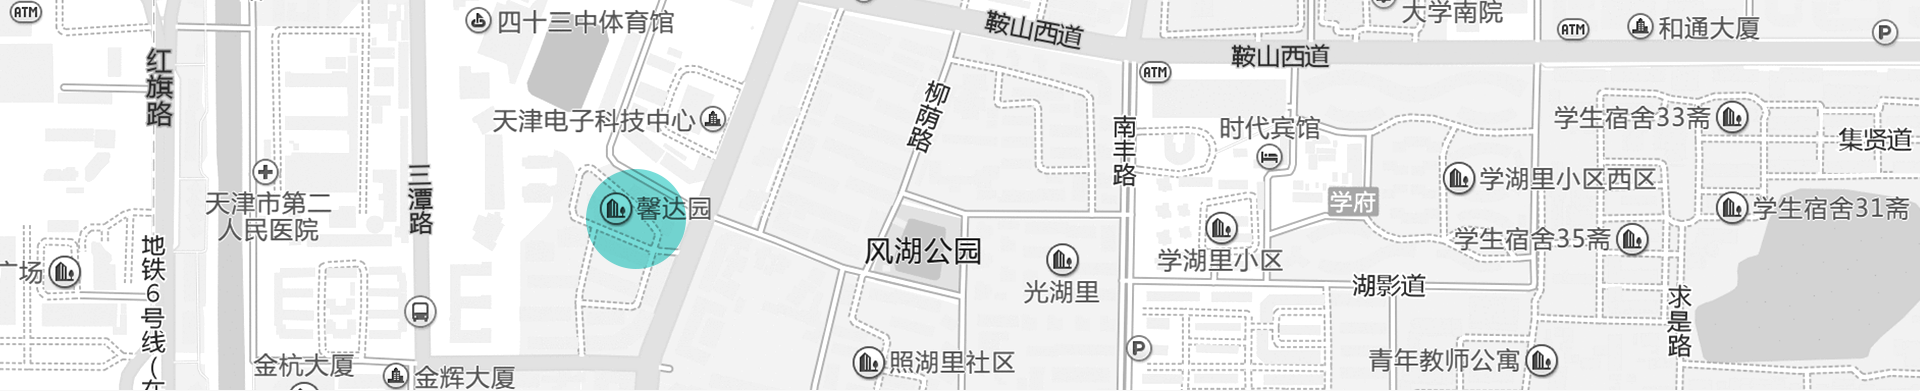 ATM
四十三中体育馆
鞍山西道
大学南院
ATM
和通大厦
P
红旗路
鞍山西道
ATM
柳荫路
天津电子科技中心
南丰路
时代宾馆
学生宿舍33斋
集贤道
三潭路
天津市第二
人民医院
馨达园
学府
学湖里小区西区
学生宿舍31斋
学生宿舍35斋
地铁6号线(在
广场
风湖公园
光湖里
学湖里小区
湖影道
求是路
金杭大厦
金辉大厦
照湖里社区
P
青年教师公寓